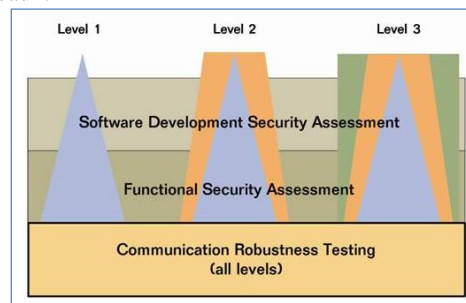 Level 1 Level 2 Level 3
Software Development Security Assessment
Functional Security Assessment
Communication Robustness Testing
(all levels)